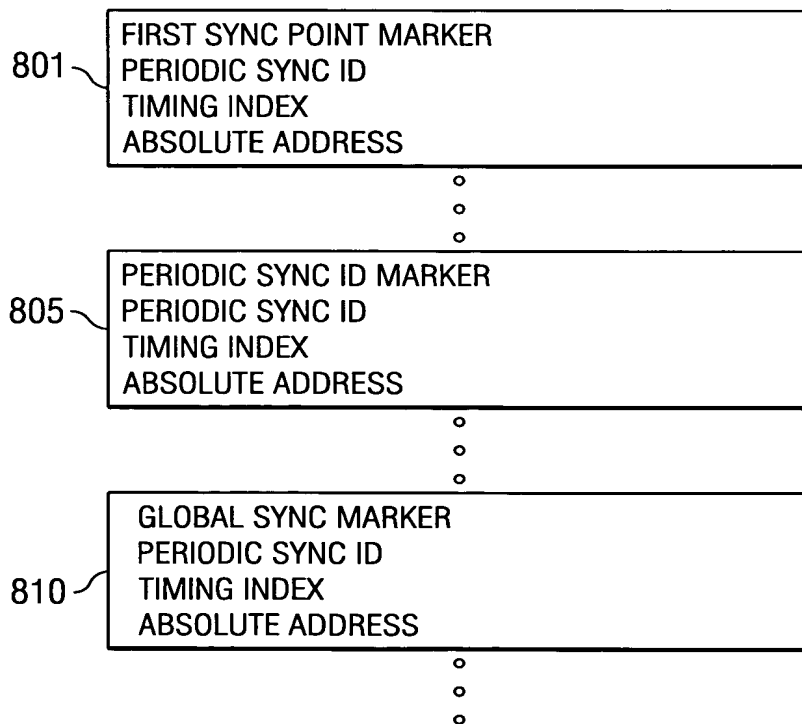 FIRST SYNC POINT MARKER
801
PERIODIC SYNC ID
TIMING INDEX
ABSOLUTE ADDRESS
PERIODIC SYNC ID MARKER
805
PERIODIC SYNC ID
TIMING INDEX
ABSOLUTE ADDRESS
GLOBAL SYNC MARKER
PERIODIC SYNC ID
810
TIMING INDEX
ABSOLUTE ADDRESS